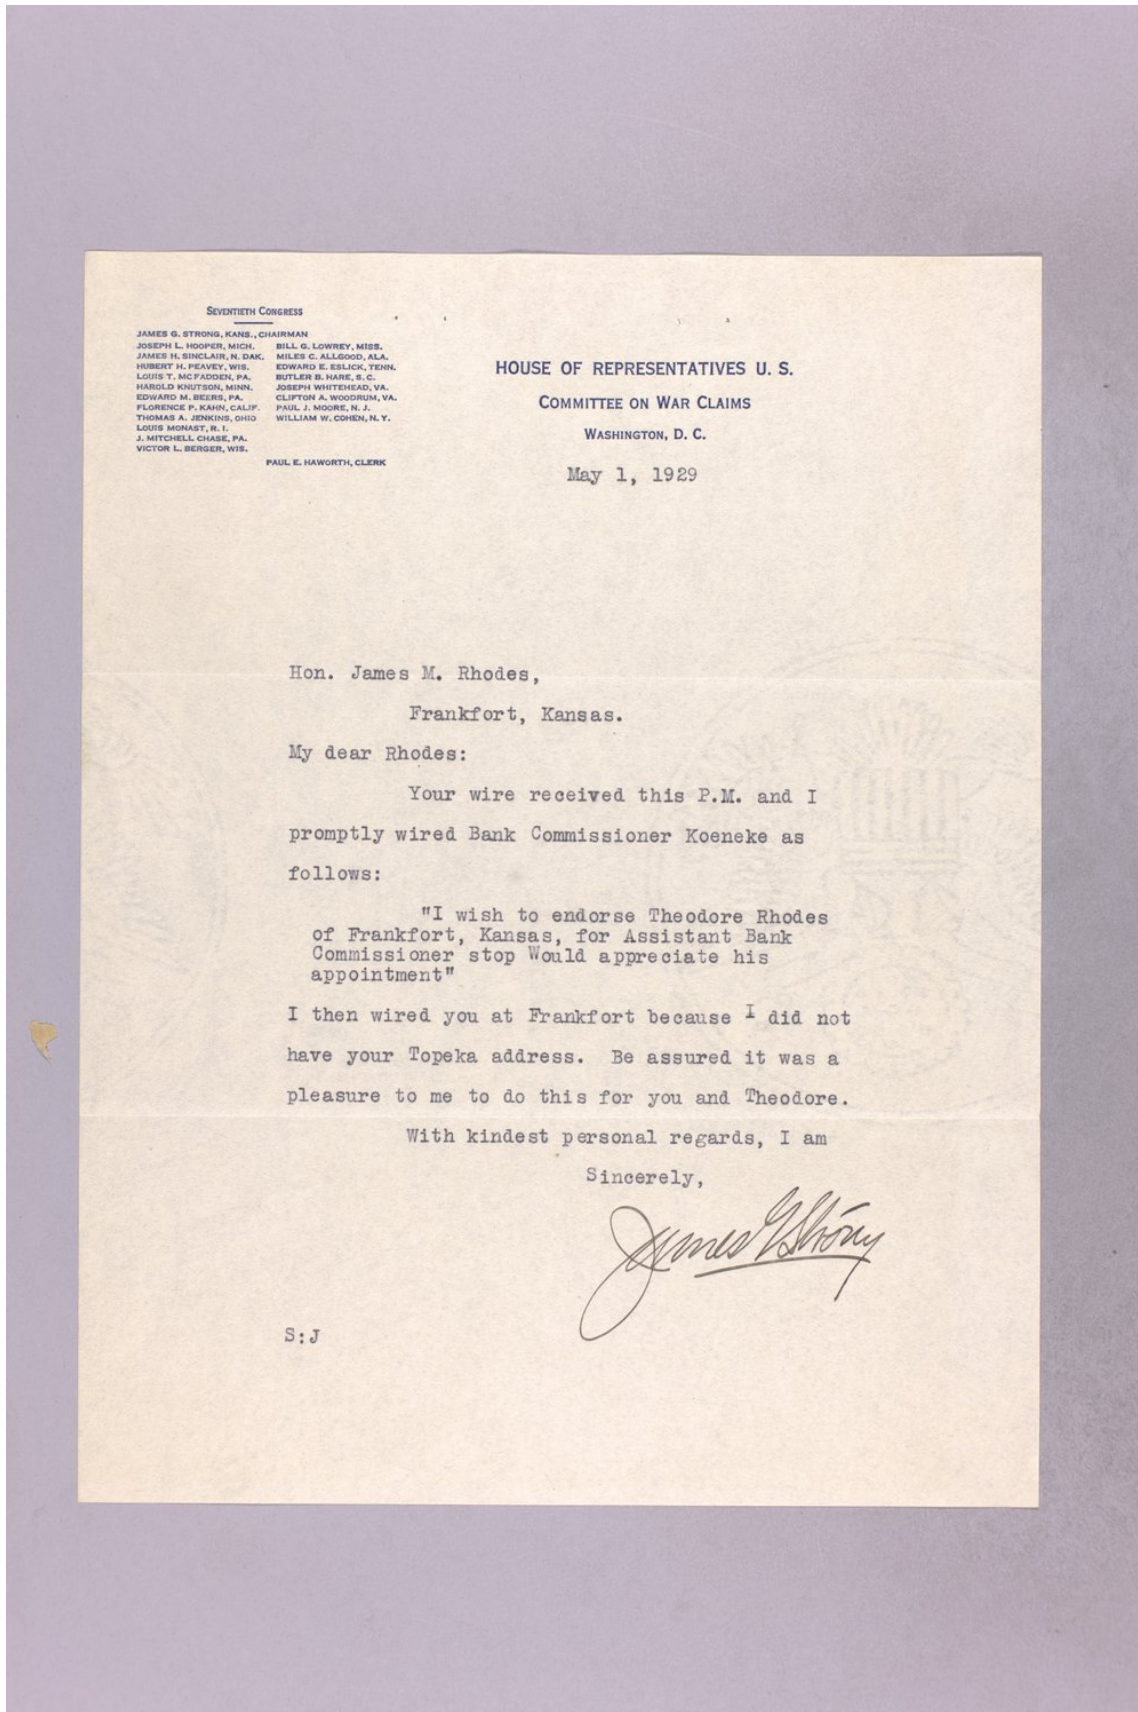 SEVENTIETH CONGRESS
JAMES G. STRONG, KANS., CHAIRMAN
JOSEPH L. HOOPER, MICH.
JAMES H. SINCLAIR, N. DAK.
HUBERT H. PEAVEY, WIS.
LOUIS T. MCFADDEN, PA.
HAROLD KNUTSON, MINN.
EDWARD M. BEERS, PA.
FLORENCE P. KAHN, CALIF.
THOMAS A. JENKINS, OHIO
LOUIS MONAST, R. I.
J. MITCHELL CHASE, PA.
VICTOR L. BERGER, WIS.
BILL G. LOWREY, MISS.
MILES C. ALLGOOD, ALA.
EDWARD E. ESLICK, TENN.
BUTLER B. HARE, S. C.
JOSEPH WHITEHEAD, VA.
CLIFTON A. WOODRUM, VA.
PAUL J. MOORE, N. J.
WILLIAM W. COHEN, N. Y.
PAUL E. HAWORTH, CLERK
HOUSE OF REPRESENTATIVES U. S.
COMMITTEE ON WAR CLAIMS
WASHINGTON, D. C.
May 1, 1929
Hon. James M. Rhodes,
Frankfort, Kansas.
My dear Rhodes:
Your wire received this P.M. and I
promptly wired Bank Commissioner Koeneke as
follows:
"I wish to endorse Theodore Rhodes
of Frankfort, Kansas, for Assistant Bank
Commissioner stop Would appreciate his
appointment"
I then wired you at Frankfort because I did not
have your Topeka address. Be assured it was a
pleasure to me to do this for you and Theodore.
With kindest personal regards, I am
Sincerely,
James G Strong
S:J